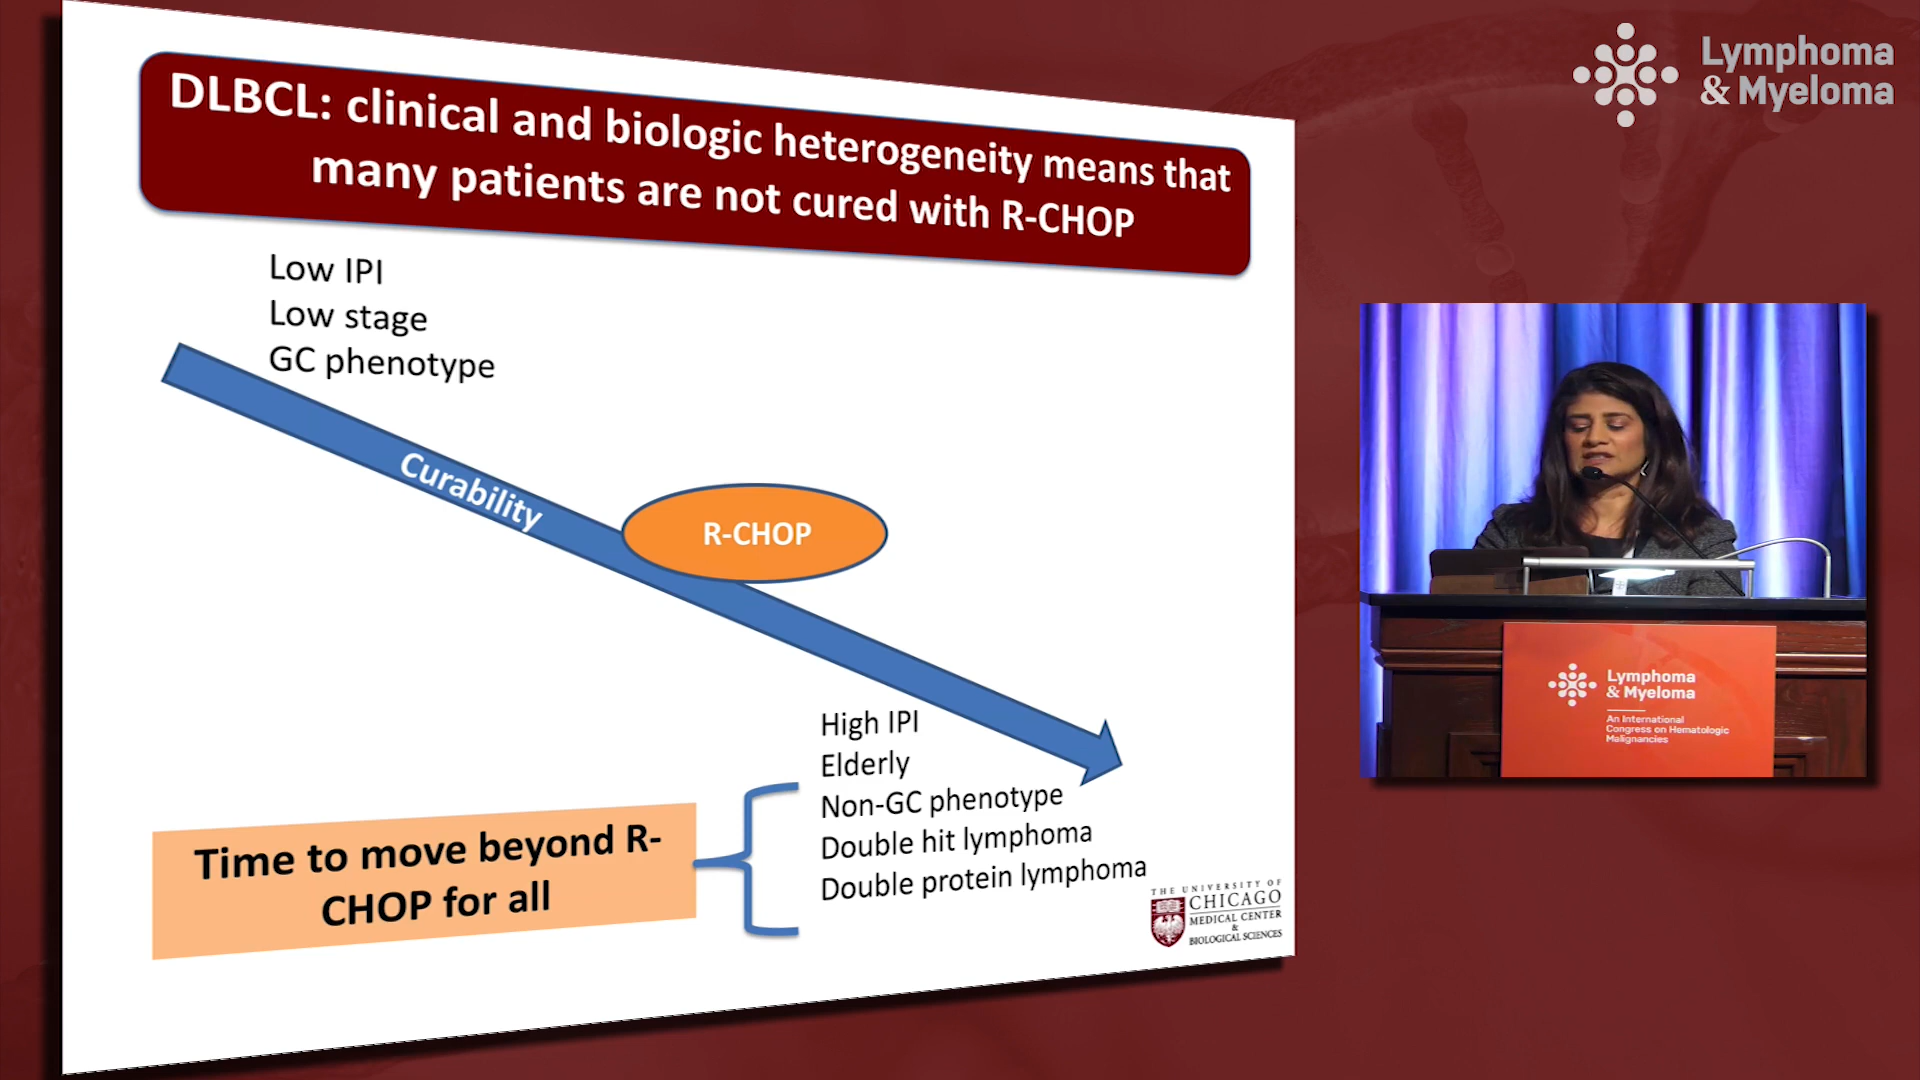 DLBCL: clinical and biologic heterogeneity means that
many patients are not cured with R-CHOP
Low IPI
Low stage
GC phenotype
Curability
R-CHOP
High IPI
Elderly
Non-GC phenotype
Double hit lymphoma
Double protein lymphoma
Time to move beyond R-
CHOP for all
THE UNIVERSITY OF
CHICAGO
MEDICAL CENTER
&
BIOLOGICAL SCIENCES
Lymphoma
& Myeloma
Lymphoma
& Myeloma
An International
Congress on Hematologic
Malignancies